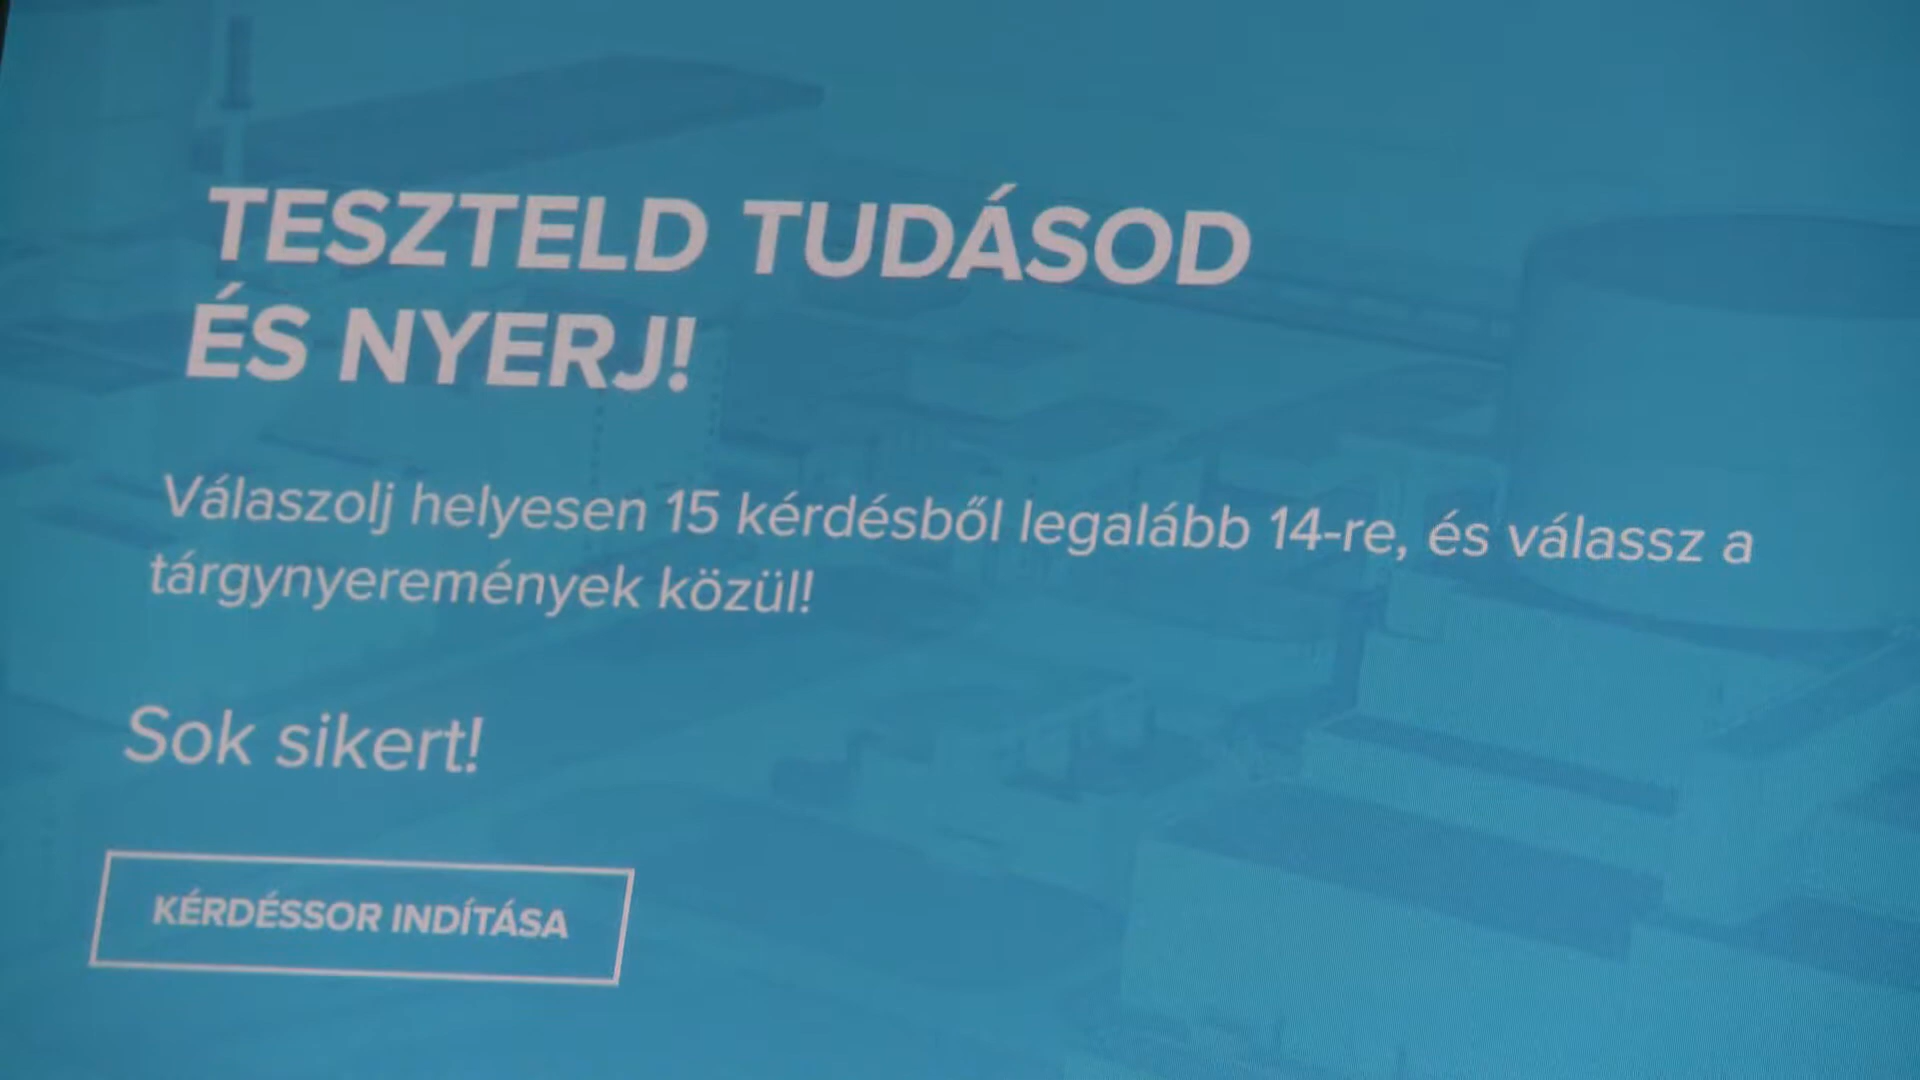 TESZTELD TUDÁSOD
ÉS NYERJ!
Válaszolj helyesen 15 kérdésből legalább 14-re, és válassz a
tárgynyeremények közül!
Sok sikert!
KÉRDÉSSOR INDÍTÁSA